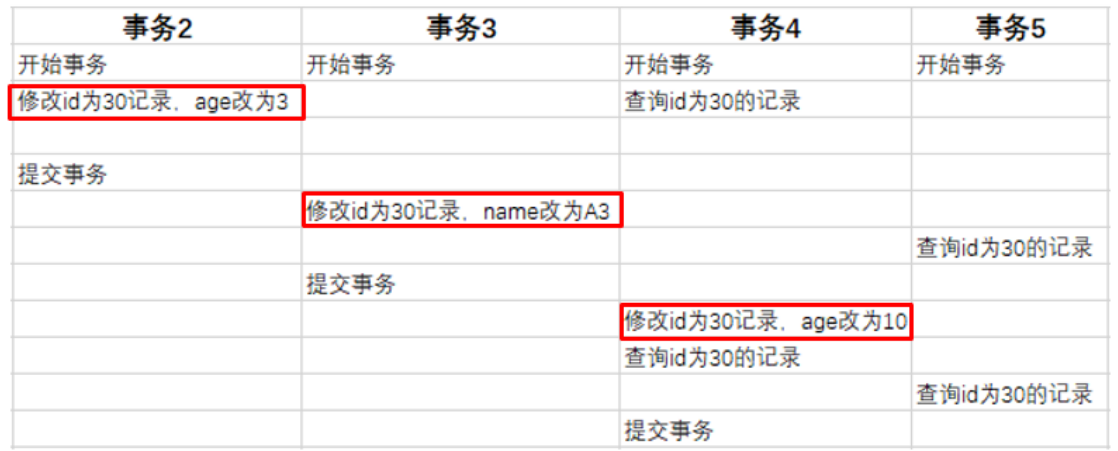 事务2 事务3 事务4 事务5
开始事务 开始事务 开始事务 开始事务
修改id为30记录，age改为3 查询id为30的记录
提交事务
修改id为30记录，name改为A3
查询id为30的记录
提交事务
修改id为30记录，age改为10
查询id为30的记录
查询id为30的记录
提交事务